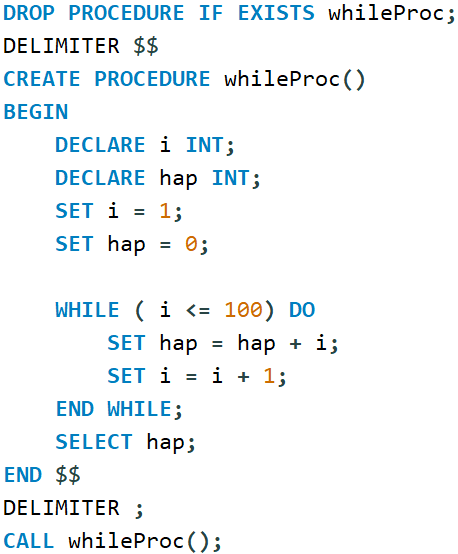 DROP PROCEDURE IF EXISTS whileProc;
DELIMITER $$
CREATE PROCEDURE whileProc()
BEGIN
    DECLARE i INT;
    DECLARE hap INT;
    SET i = 1;
    SET hap = 0;

    WHILE ( i <= 100) DO
        SET hap = hap + i;
        SET i = i + 1;
    END WHILE;
    SELECT hap;
END $$
DELIMITER ;
CALL whileProc();